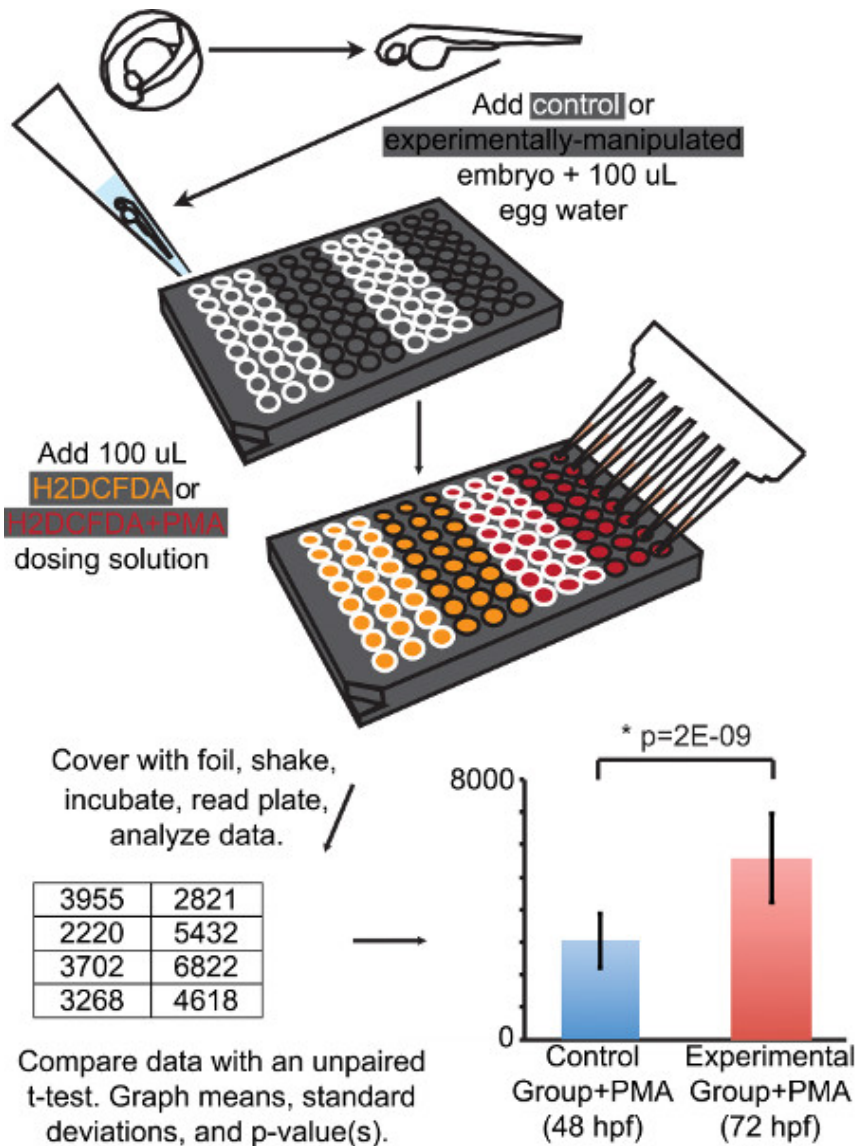 Add control or
experimentally-manipulated
embryo + 100 uL
egg water
Add 100 uL
H2DCFDA or
H2DCFDA+PMA
dosing solution
Cover with foil, shake,
incubate, read plate,
analyze data.
3955 2821
2220 5432
3702 6822
3268 4618
Compare data with an unpaired
t-test. Graph means, standard
deviations, and p-value(s).
* p=2E-09
8000
0
Control
Group+PMA
(48 hpf)
Experimental
Group+PMA
(72 hpf)